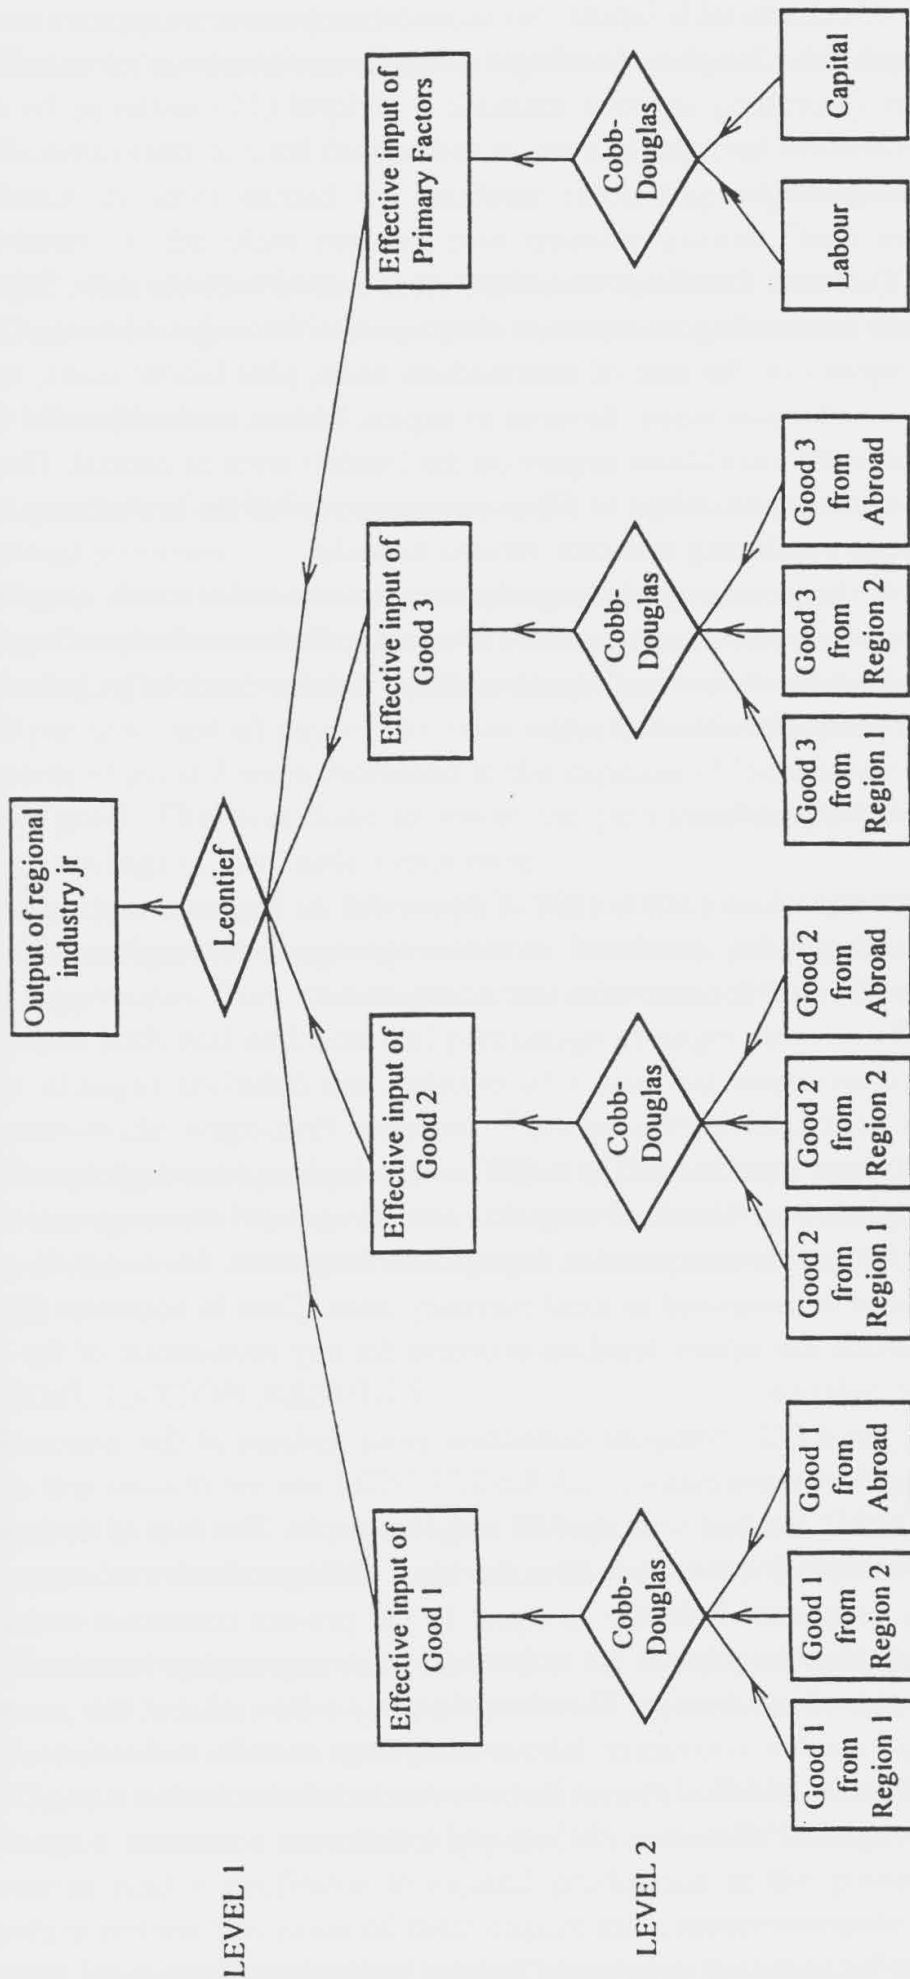 Output of regional
industry jr
LEVEL 1
Leontief
Effective input of
Good 1
Effective input of
Good 2
Effective input of
Good 3
Effective input of
Primary Factors
LEVEL 2
Cobb-
Douglas
Cobb-
Douglas
Cobb-
Douglas
Cobb-
Douglas
Good 1
from
Region 1
Good 1
from
Region 2
Good 1
from
Abroad
Good 2
from
Region 1
Good 2
from
Region 2
Good 2
from
Abroad
Good 3
from
Region 1
Good 3
from
Region 2
Good 3
from
Abroad
Labour
Capital